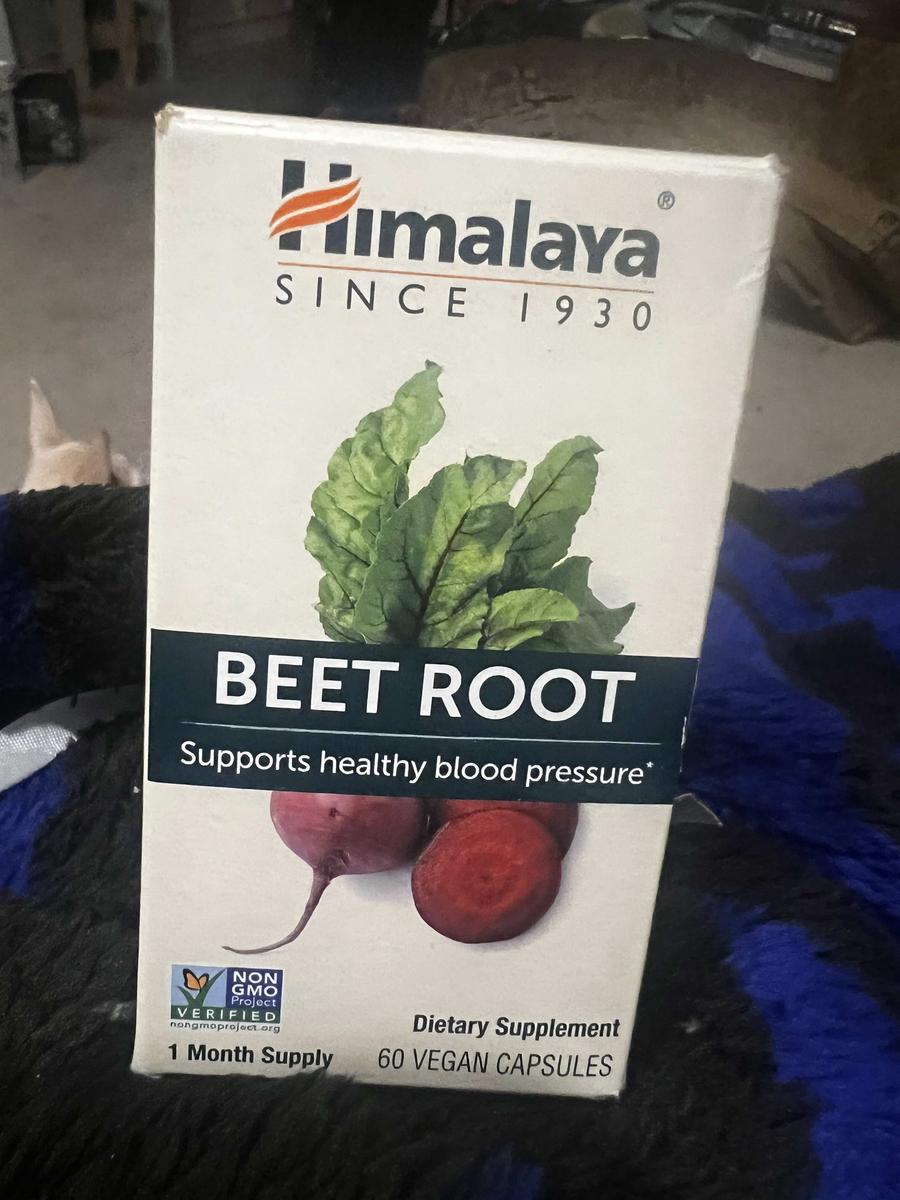 Himalaya®
SINCE 1930
BEET ROOT
Supports healthy blood pressure*
NON
GMO
Project
VERIFIED
nongmoproject.org
Dietary Supplement
1 Month Supply 60 VEGAN CAPSULES